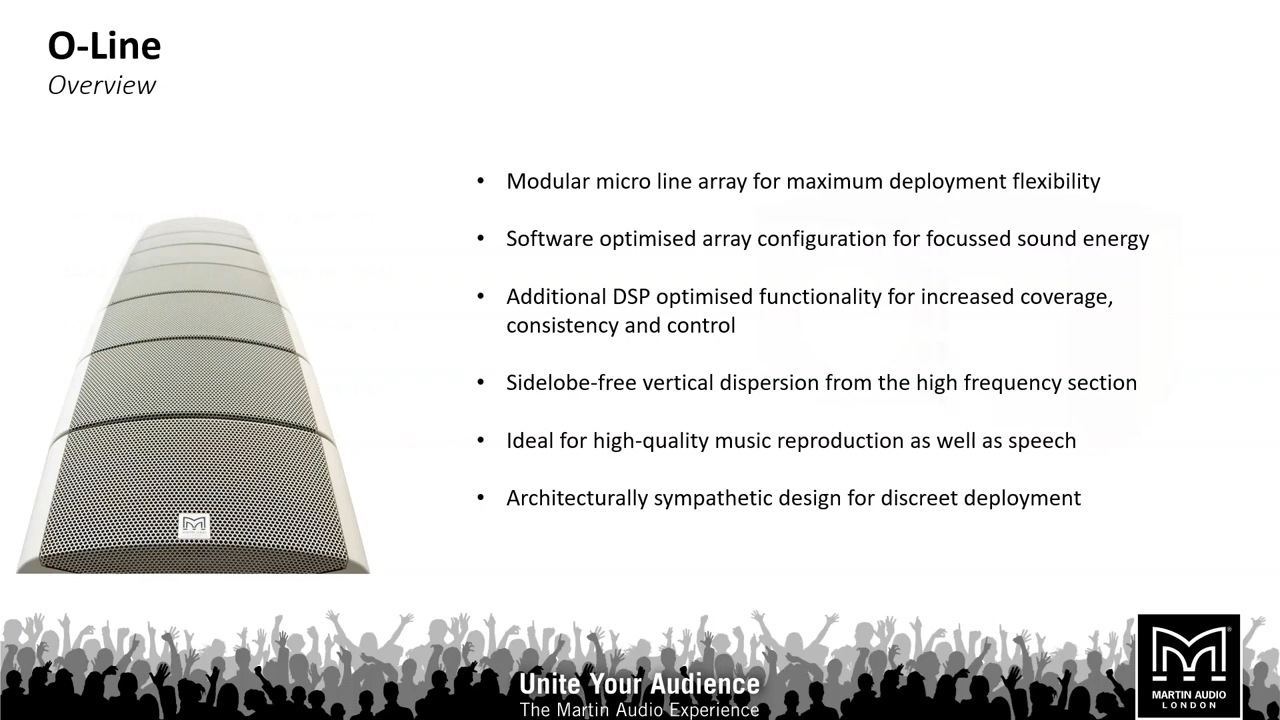 O-Line
Overview
• Modular micro line array for maximum deployment flexibility
• Software optimised array configuration for focussed sound energy
• Additional DSP optimised functionality for increased coverage,
consistency and control
• Sidelobe-free vertical dispersion from the high frequency section
• Ideal for high-quality music reproduction as well as speech
• Architecturally sympathetic design for discreet deployment
Unite Your Audience
The Martin Audio Experience
MARTIN AUDIO
LONDON